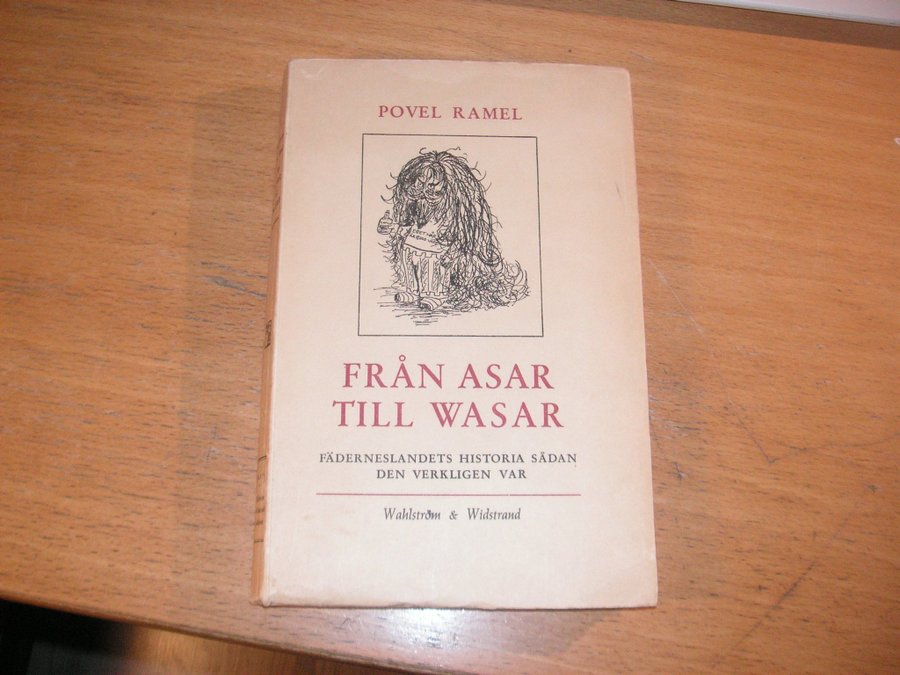 POVEL RAMEL
FRÅN ASAR
TILL WASAR
FÄDERNESLANDETS HISTORIA SÅDAN
DEN VERKLIGEN VAR
Wahlström & Widstrand